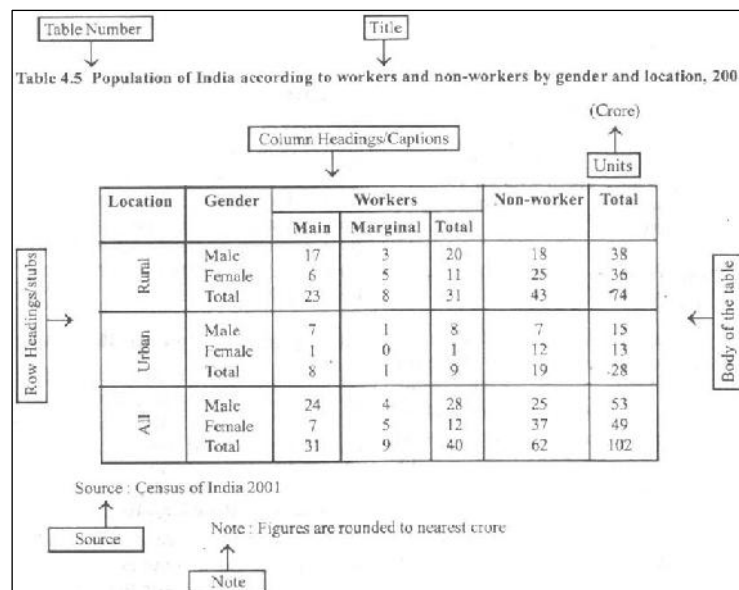 Table Number
Title
Table 4.5 Population of India according to workers and non-workers by gender and location, 200
(Crore)
Column Headings/Captions
Units
Location Gender Workers Non-worker Total
Main Marginal Total
Row Headings/stubs
Rural
Male 17 3 20 18 38
Female 6 5 11 25 36
Total 23 8 31 43 74
Body of the table
Urban
Male 7 1 8 7 15
Female 1 0 1 12 13
Total 8 1 9 19 28
All
Male 24 4 28 25 53
Female 7 5 12 37 49
Total 31 9 40 62 102
Source : Census of India 2001
Note : Figures are rounded to nearest crore
Source
Note